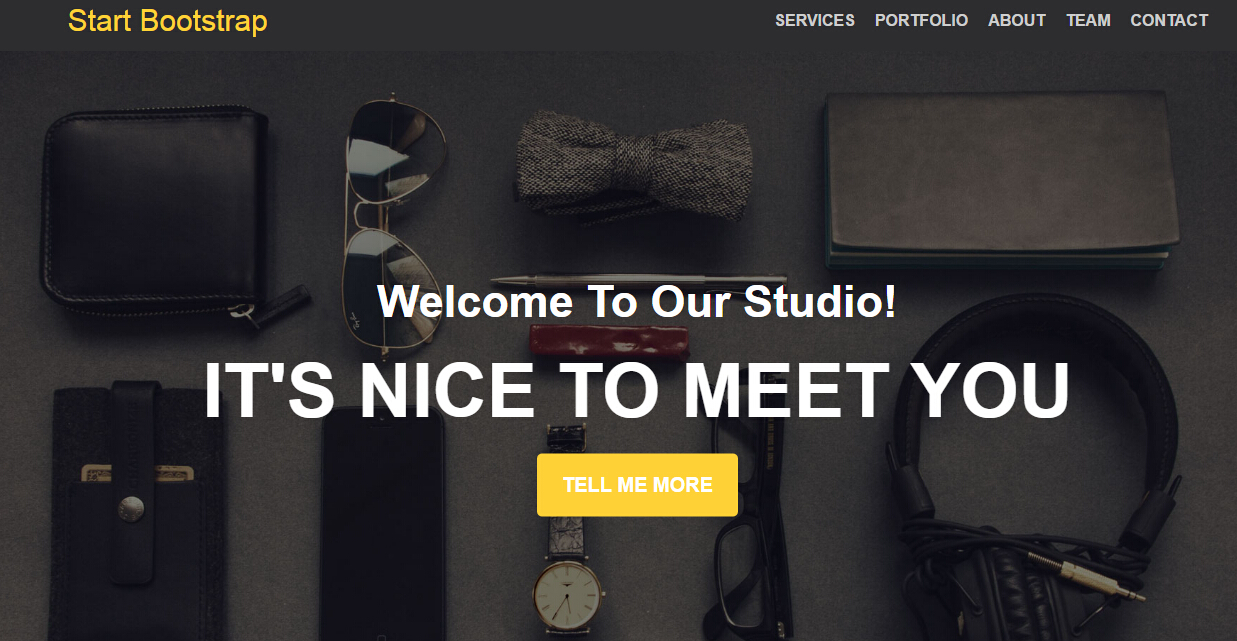 Start Bootstrap
SERVICES PORTFOLIO ABOUT TEAM CONTACT
Welcome To Our Studio!
IT'S NICE TO MEET YOU
TELL ME MORE